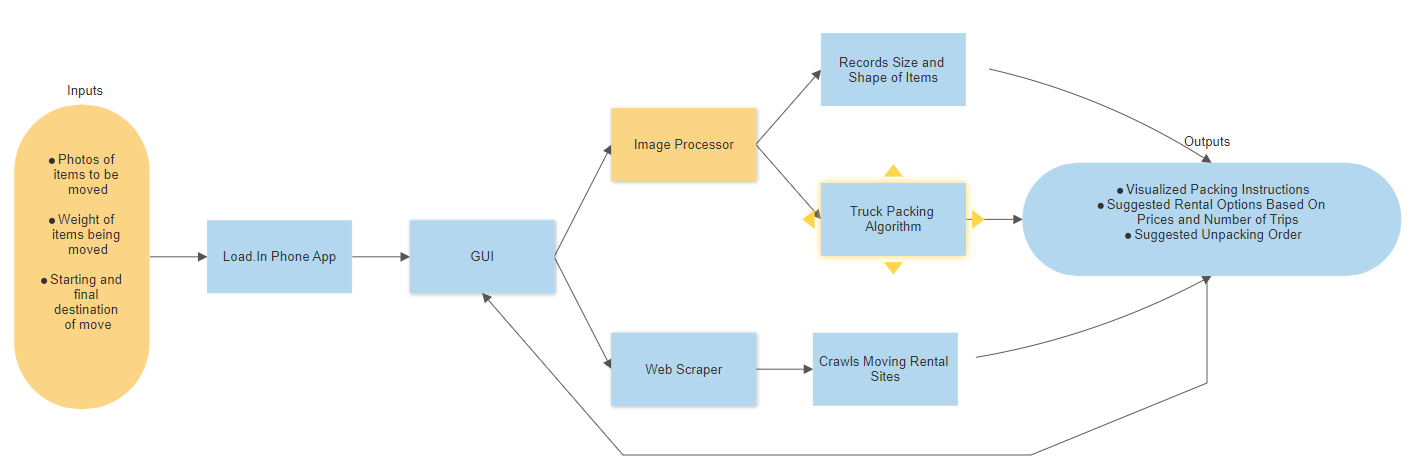 Inputs
● Photos of
items to be
moved
● Weight of
items being
moved
● Starting and
final
destination
of move
Load.In Phone App
GUI
Image Processor
Web Scraper
Records Size and
Shape of Items
Truck Packing
Algorithm
Crawls Moving Rental
Sites
Outputs
● Visualized Packing Instructions
● Suggested Rental Options Based On
Prices and Number of Trips
● Suggested Unpacking Order